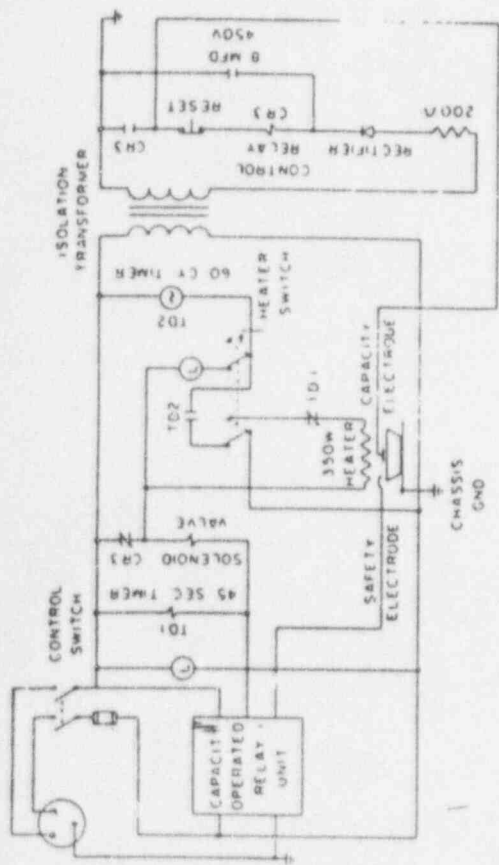 CONTROL
SWITCH
ISOLATION
TRANSFORMER
60 CY TIMER
TD2
HEATER
SWITCH
L
TD2
TD1
350W
HEATER
CAPACITY
ELECTRODE
SAFETY
ELECTRODE
CHASSIS
GND
SOLENOID
VALVE
CR3
45 SEC TIMER
TD1
L
OPERATED
RELAY
UNIT
CR3
RESET
CONTROL
RELAY
CR3
8 MFD
450V
RECTIFIER
200Ω